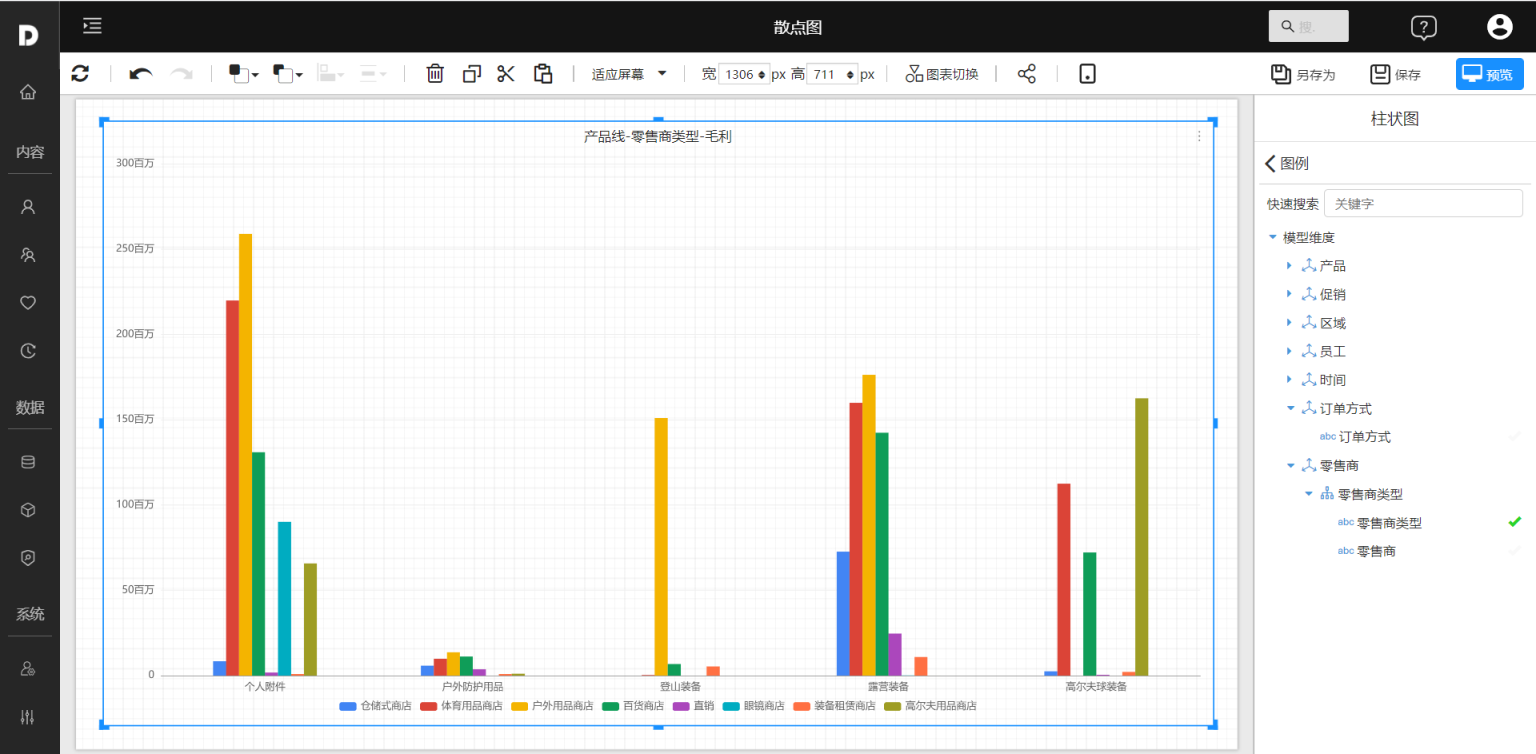 散点图
搜.
适应屏幕
宽 1306 px 高 711 px
图表切换
另存为
保存
预览
内容
数据
系统
产品线-零售商类型-毛利
300百万
250百万
200百万
150百万
100百万
50百万
0
个人附件
户外防护用品
登山装备
露营装备
高尔夫球装备
仓储式商店 体育用品商店 户外用品商店 百货商店 直销 眼镜商店 装备租赁商店 高尔夫用品商店
柱状图
图例
快速搜索 关键字
模型维度
产品
促销
区域
员工
时间
订单方式
abc 订单方式
零售商
零售商类型
abc 零售商类型
abc 零售商